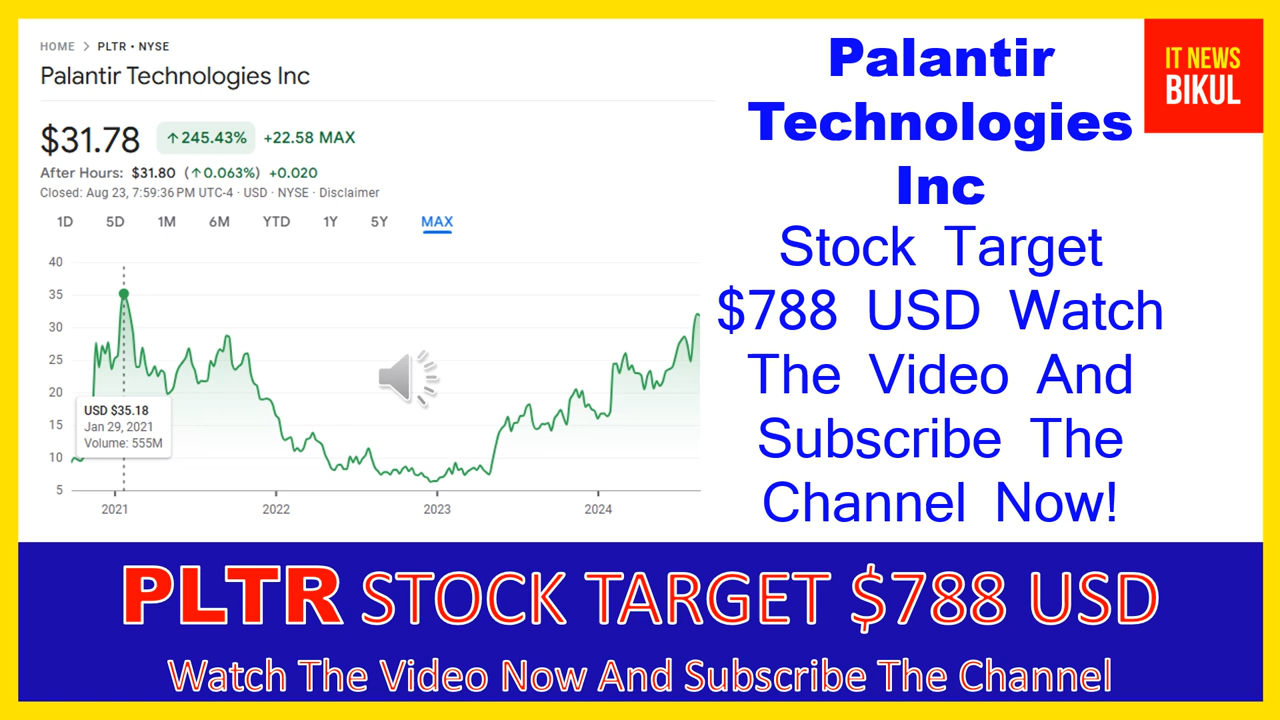 HOME > PLTR • NYSE
Palantir Technologies Inc
$31.78 ↑245.43% +22.58 MAX
After Hours: $31.80 (↑0.063%) +0.020
Closed: Aug 23, 7:59:36 PM UTC-4 · USD · NYSE · Disclaimer
1D 5D 1M 6M YTD 1Y 5Y MAX
40
35
30
25
20
15
10
5
USD $35.18
Jan 29, 2021
Volume: 555M
2021 2022 2023 2024
Palantir
Technologies
Inc
Stock Target
$788 USD Watch
The Video And
Subscribe The
Channel Now!
IT NEWS
BIKUL
PLTR STOCK TARGET $788 USD
Watch The Video Now And Subscribe The Channel